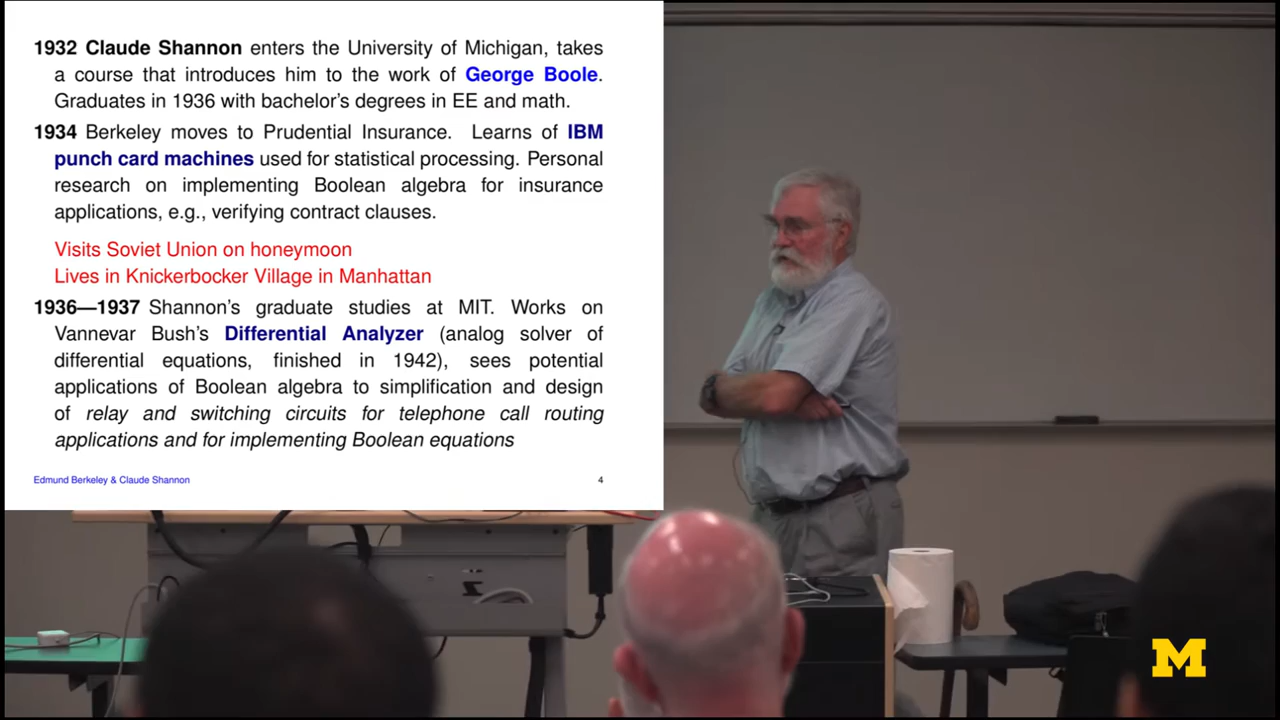 1932 Claude Shannon enters the University of Michigan, takes
a course that introduces him to the work of George Boole.
Graduates in 1936 with bachelor's degrees in EE and math.
1934 Berkeley moves to Prudential Insurance. Learns of IBM
punch card machines used for statistical processing. Personal
research on implementing Boolean algebra for insurance
applications, e.g., verifying contract clauses.
Visits Soviet Union on honeymoon
Lives in Knickerbocker Village in Manhattan
1936—1937 Shannon's graduate studies at MIT. Works on
Vannevar Bush's Differential Analyzer (analog solver of
differential equations, finished in 1942), sees potential
applications of Boolean algebra to simplification and design
of relay and switching circuits for telephone call routing
applications and for implementing Boolean equations
Edmund Berkeley & Claude Shannon 4
M